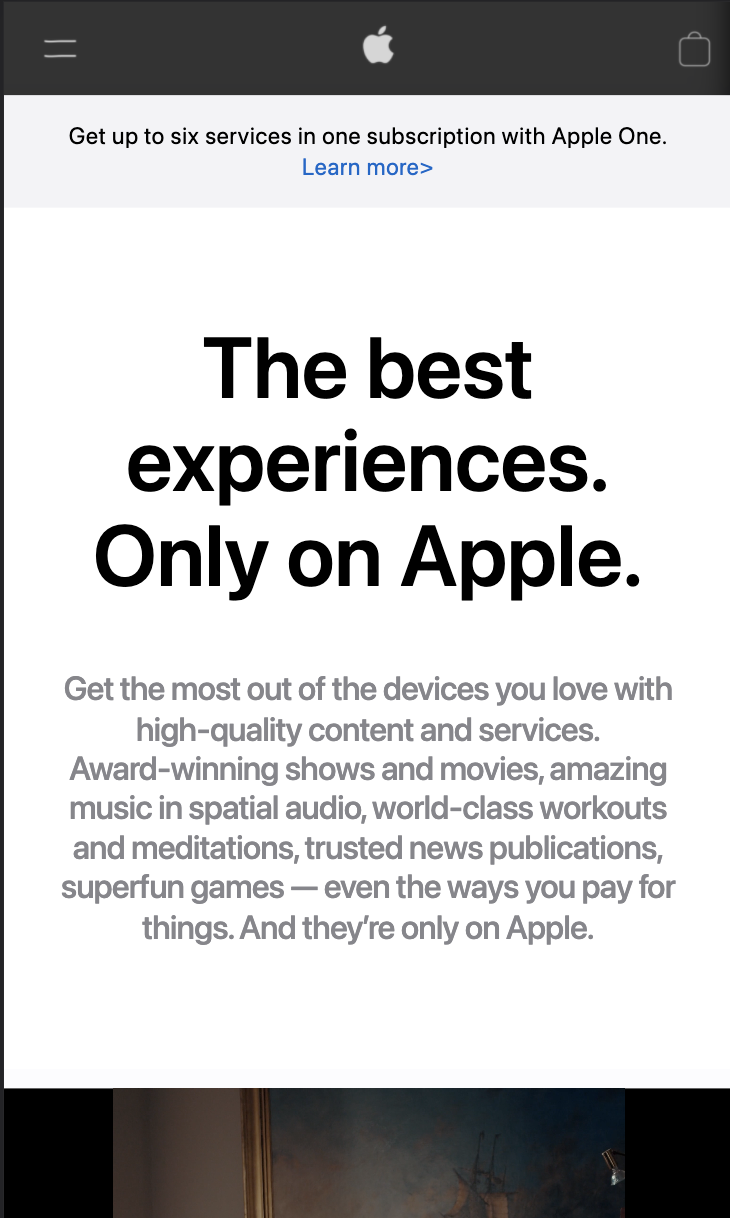 Get up to six services in one subscription with Apple One.
Learn more>
The best
experiences.
Only on Apple.
Get the most out of the devices you love with
high-quality content and services.
Award-winning shows and movies, amazing
music in spatial audio, world-class workouts
and meditations, trusted news publications,
superfun games — even the ways you pay for
things. And they’re only on Apple.